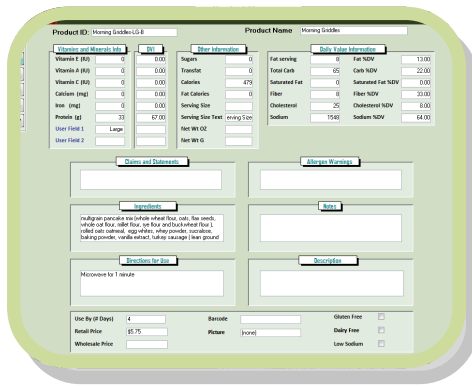 Product ID: Morning Griddles-LG-B Product Name Morning Griddles
Vitamins and Minerals Info DVI Other Information Daily Value Information
Vitamin E (IU) 0 0.00 Sugars 0 Fat serving 8 Fat %DV 13.00
Vitamin A (IU) 0 0.00 Transfat 0 Total Carb 65 Carb %DV 22.00
Vitamin C (IU) 0 0.00 Calories 479 Saturated Fat 0 Saturated Fat %DV 0.00
Calcium (mg) 0 0.00 Fat Calories 0 Fiber 8 Fiber %DV 33.00
Iron (mg) 0 0.00 Serving Size Cholesterol 25 Cholesterol %DV 8.00
Protein (g) 33 67.00 Serving Size Text erving Size Sodium 1548 Sodium %DV 64.00
User Field 1 Large Net Wt OZ
User Field 2 Net Wt G
Claims and Statements Allergen Warnings
Ingredients Notes
multigrain pancake mix (whole wheat flour, oats, flax seeds,
whole oat flour, millet flour, rye flour and buckwheat flour ),
rolled oats oatmeal, egg whites, whey powder, sucralose,
baking powder, vanilla extract, turkey sausage ( lean ground
Directions for Use Description
Microwave for 1 minute
Use By (# Days) 4 Barcode Gluten Free
Retail Price $5.75 Picture (none) Dairy Free
Wholesale Price Low Sodium